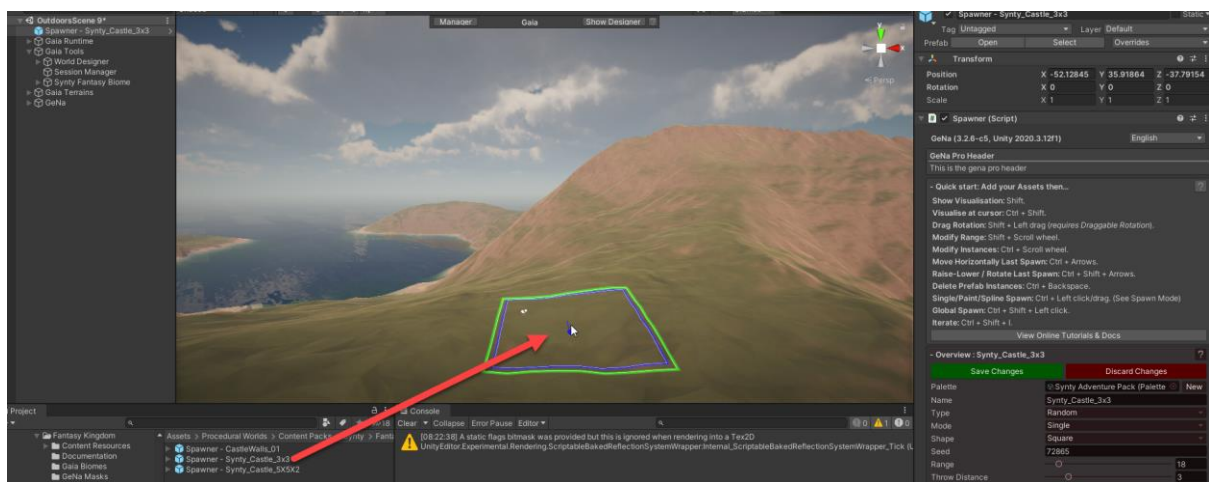 OutdoorsScene 9*
Spawner - Synty_Castle_3x3
Gaia Runtime
Gaia Tools
World Designer
Session Manager
Synty Fantasy Biome
Gaia Terrains
GeNa
Manager Gaia Show Designer ?
y
x
Persp
Spawner - Synty_Castle_3x3 Static
Tag Untagged Layer Default
Prefab Open Select Overrides
Transform
Position X -52.12845 Y 35.91864 Z -37.79154
Rotation X 0 Y 0 Z 0
Scale X 1 Y 1 Z 1
Spawner (Script)
GeNa (3.2.6-c5, Unity 2020.3.12f1) English
GeNa Pro Header
This is the gena pro header
- Quick start: Add your Assets then... ?
Show Visualisation: Shift.
Visualise at cursor: Ctrl + Shift.
Drag Rotation: Shift + Left drag (requires Draggable Rotation).
Modify Range: Shift + Scroll wheel.
Modify Instances: Ctrl + Scroll wheel.
Move Horizontally Last Spawn: Ctrl + Arrows.
Raise-Lower / Rotate Last Spawn: Ctrl + Shift + Arrows.
Delete Prefab Instances: Ctrl + Backspace.
Single/Paint/Spline Spawn: Ctrl + Left click/drag. (See Spawn Mode)
Global Spawn: Ctrl + Shift + Left click.
Iterate: Ctrl + Shift + I.
View Online Tutorials & Docs
- Overview : Synty_Castle_3x3 ?
Save Changes Discard Changes
Palette Synty Adventure Pack (Palette New
Name Synty_Castle_3x3
Type Random
Mode Single
Shape Square
Seed 72865
Range 18
Throw Distance 3
Project
18
Fantasy Kingdom
Content Resources
Documentation
Gaia Biomes
GeNa Masks
Assets > Procedural Worlds > Content Packs
Spawner - CastleWalls_01
Spawner - Synty_Castle_3x3
Spawner - Synty_Castle_5X5X2
Console
Clear Collapse Error Pause Editor 0 1 0
[08:22:38] A static flags bitmask was provided but this is ignored when rendering into a Tex2D
UnityEditor.Experimental.Rendering.ScriptableBakedReflectionSystemWrapper:Internal_ScriptableBakedReflectionSystemWrapper_Tick (U